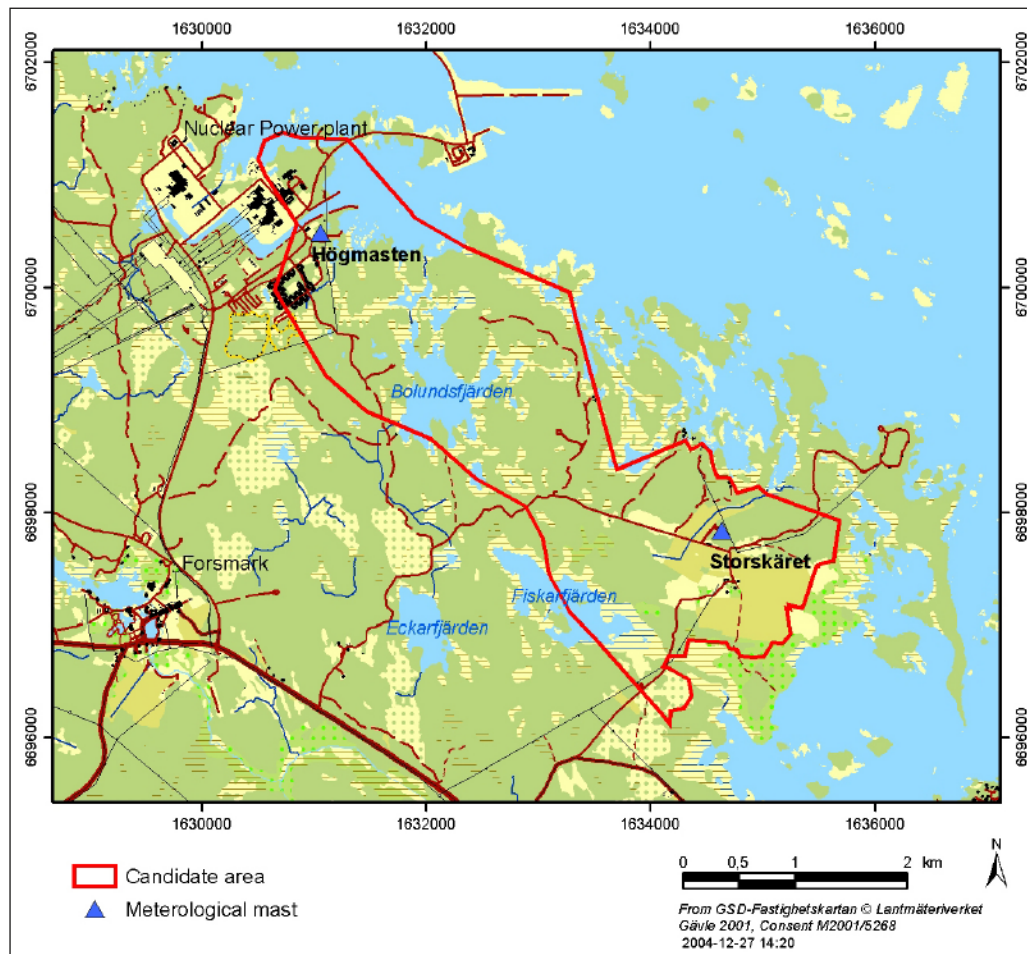 1630000
1632000
1634000
1636000
6702000
6702000
Nuclear Power plant
Högmasten
6700000
6700000
Bolundsfjärden
6698000
6698000
Storskäret
Forsmark
Fiskarfjärden
Eckarfjärden
6696000
6696000
1630000
1632000
1634000
1636000
Candidate area
Meterological mast
0 0,5 1 2 km
N
From GSD-Fastighetskartan © Lantmäteriverket
Gävle 2001, Consent M2001/5268
2004-12-27 14:20